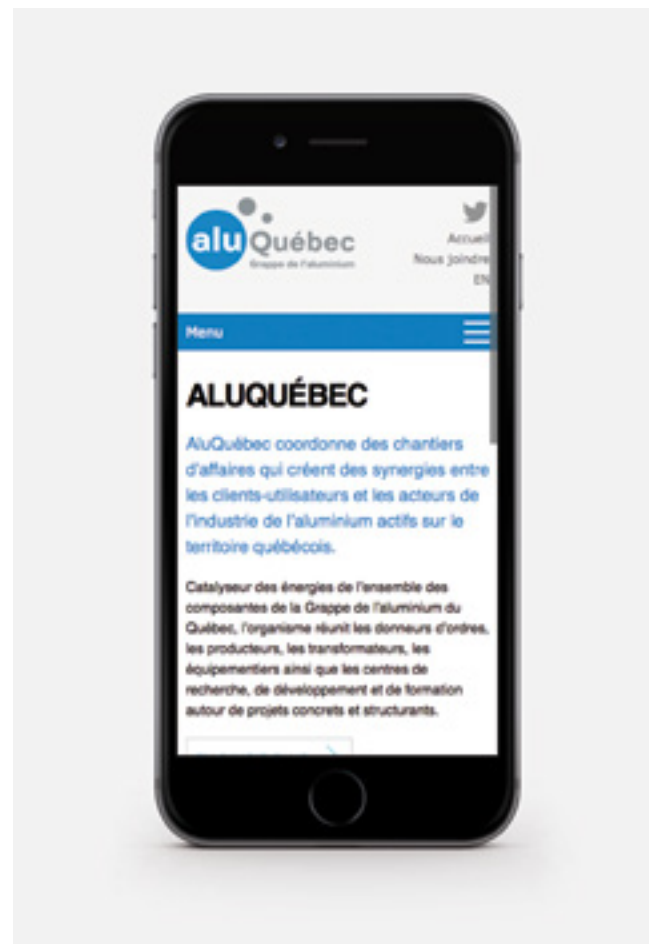 alu Québec
Grappe de l'aluminium
Accueil
Nous joindre
EN
Menu
ALUQUÉBEC
AluQuébec coordonne des chantiers
d'affaires qui créent des synergies entre
les clients-utilisateurs et les acteurs de
l'industrie de l'aluminium actifs sur le
territoire québécois.
Catalyseur des énergies de l'ensemble des
composantes de la Grappe de l'aluminium du
Québec, l'organisme réunit les donneurs d'ordres,
les producteurs, les transformateurs, les
équipementiers ainsi que les centres de
recherche, de développement et de formation
autour de projets concrets et structurants.